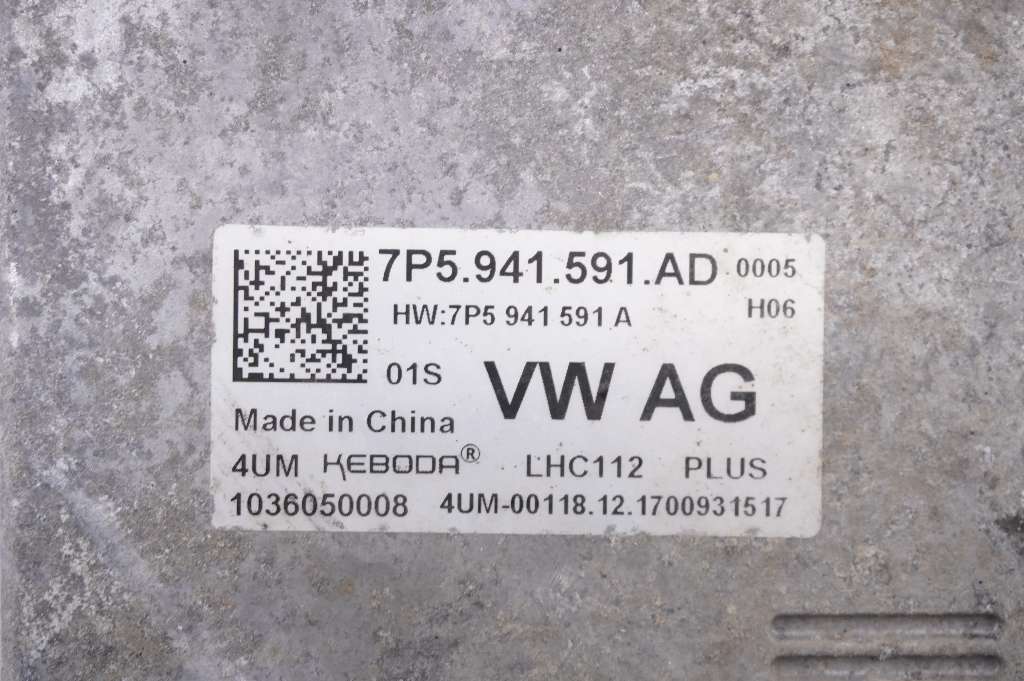 7P5.941.591.AD 0005
HW:7P5 941 591 A H06
01S VW AG
Made in China
4UM KEBODA® LHC112 PLUS
1036050008 4UM-00118.12.1700931517